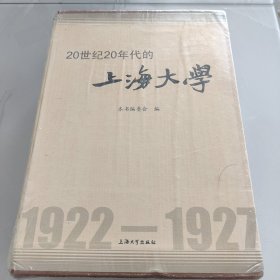 20世纪20年代的
上海大學
本书编委会 编
1922—1927
上海大学出版社